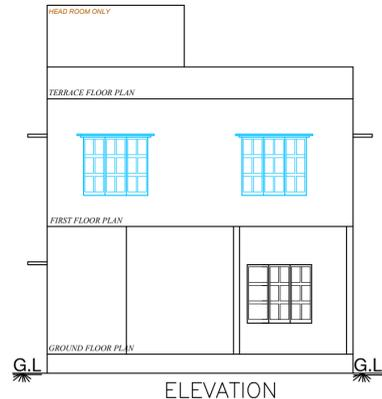 HEAD ROOM ONLY
TERRACE FLOOR PLAN
FIRST FLOOR PLAN
GROUND FLOOR PLAN
G.L G.L
ELEVATION